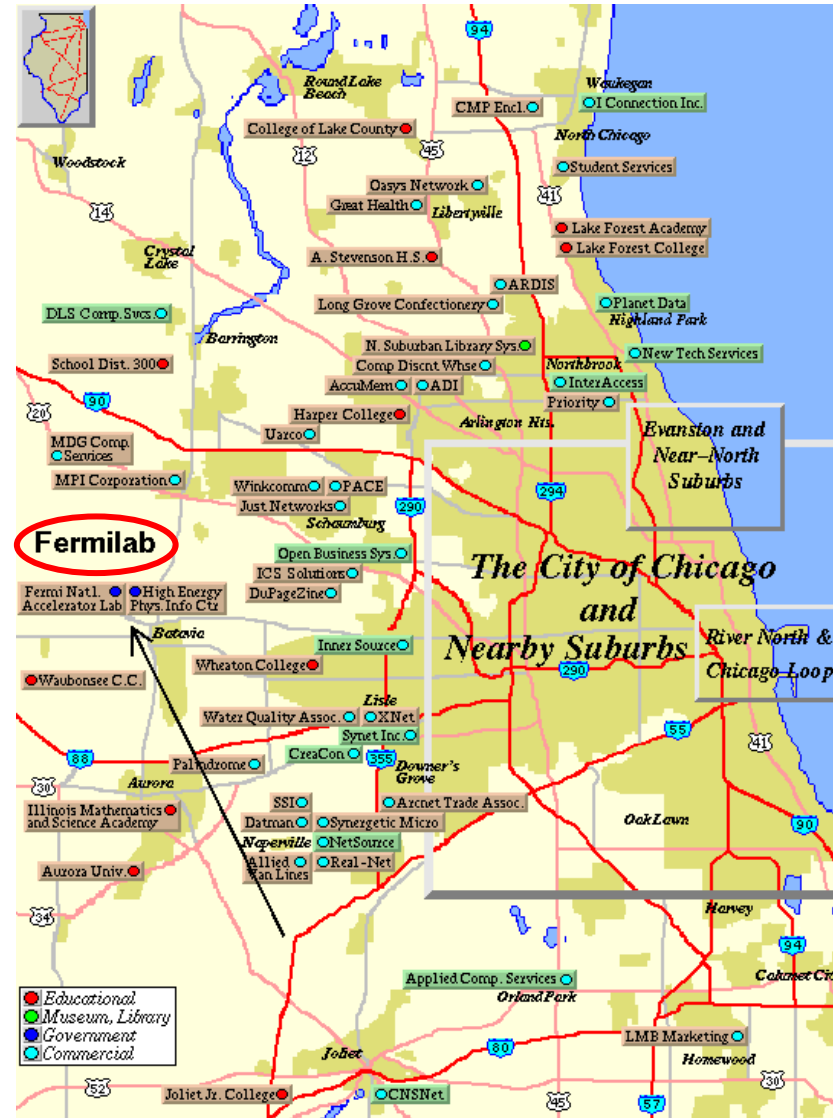 94
Round Lake
Beach
Waukegan
CMP Encl.
I Connection Inc.
College of Lake County
North Chicago
12
45
Woodstock
Student Services
41
Oasys Network
Great Health
Libertyville
14
Lake Forest Academy
Lake Forest College
Crystal
Lake
A. Stevenson H.S.
ARDIS
Long Grove Confectionery
Planet Data
DLS Comp.Svcs
Highland Park
Barrington
N. Suburban Library Sys.
New Tech Services
School Dist. 300
Comp Discnt Whse
Northbrook
AccuMem
ADI
InterAccess
90
Priority
20
Harper College
Arlington Hts.
Uarco
Evanston and
Near-North
Suburbs
MDG Comp.
Services
MPI Corporation
Winkcomm
PACE
290
294
Just Networks
Schaumburg
Fermilab
Open Business Sys.
The City of Chicago
and
Nearby Suburbs
ICS Solutions
DuPageZine
Fermi Natl.
Accelerator Lab
High Energy
Phys.Info Ctr
Batavia
River North &
Chicago Loop
Inner Source
Wheaton College
290
Waubonsee C.C.
Lisle
Water Quality Assoc.
XNet
55
Synet Inc.
41
CreaCon
355
88
Palindrome
Downer's
Grove
30
Aurora
SSI
Arcnet Trade Assoc.
Illinois Mathematics
and Science Academy
Datman
Synergetic Micro
OakLawn
90
Naperville
NetSource
Allied
Van Lines
Real-Net
Aurora Univ.
34
Harvey
94
Applied Comp. Services
Calumet Cit
Orland Park
Educational
Museum, Library
Government
Commercial
LMB Marketing
Joliet
80
Homewood
52
30
Joliet Jr. College
CNSNet
45
57